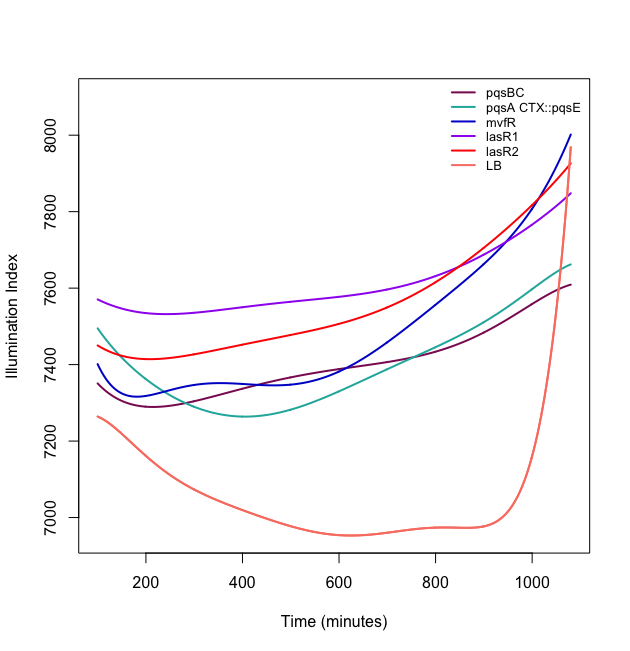 pqsBC
pqsA CTX::pqsE
mvfR
lasR1
lasR2
LB
8000
7800
7600
7400
7200
7000
Illumination Index
200 400 600 800 1000
Time (minutes)